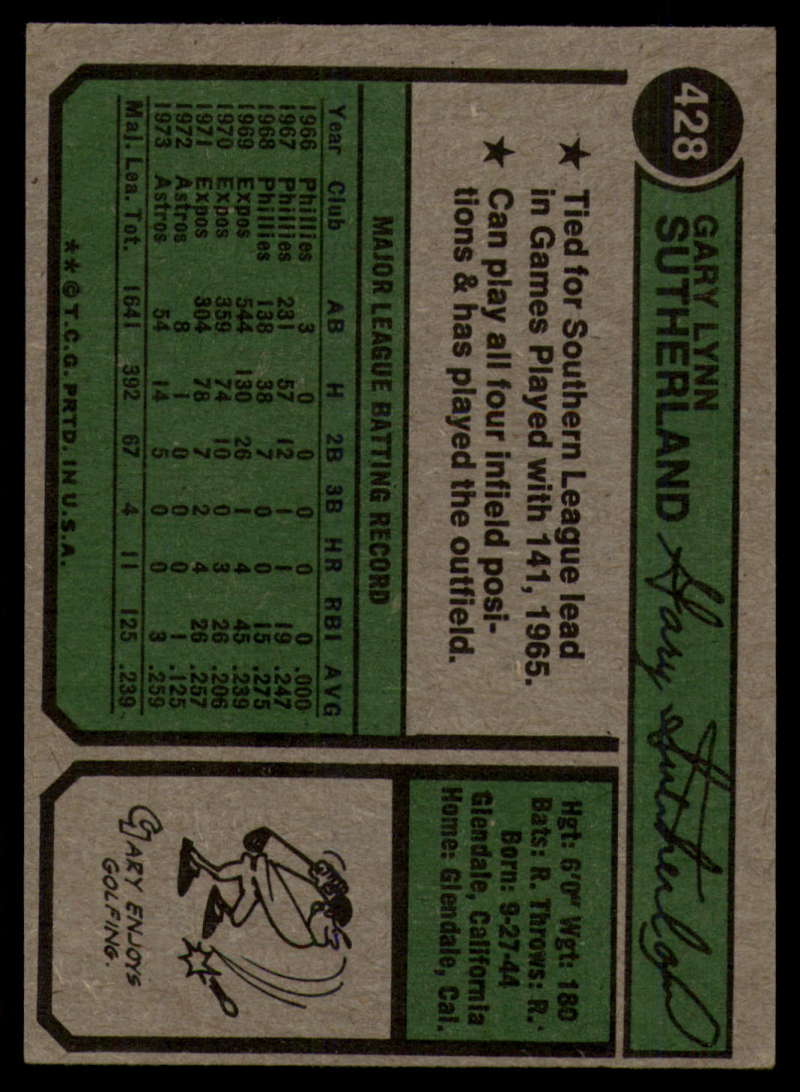 428
GARY LYNN
SUTHERLAND
Gary Sutherland
★ Tied for Southern League lead
in Games Played with 141, 1965.
★ Can play all four infield posi-
tions & has played the outfield.
Hgt: 6'0" Wgt: 180
Bats: R. Throws: R.
Born: 9-27-44
Glendale, California
Home: Glendale, Cal.
MAJOR LEAGUE BATTING RECORD
Year Club AB H 2B 3B HR RBI AVG
1966 Phillies 3 0 0 0 0 0 .000
1967 Phillies 231 57 12 1 1 19 .247
1968 Phillies 138 38 7 0 0 15 .275
1969 Expos 544 130 26 1 4 45 .239
1970 Expos 359 74 10 0 3 26 .206
1971 Expos 304 78 7 2 4 26 .257
1972 Astros 8 1 0 0 0 1 .125
1973 Astros 54 14 5 0 0 3 .259
Maj. Lea. Tot. 1641 392 67 4 11 125 .239
**©T.C.G. PRTD. IN U.S.A.
GARY ENJOYS
GOLFING.